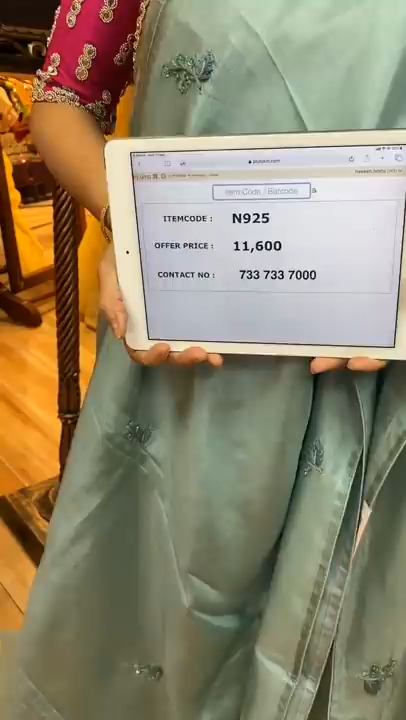 Item Code / Barcode
ITEMCODE : N925
OFFER PRICE : 11,600
CONTACT NO : 733 733 7000